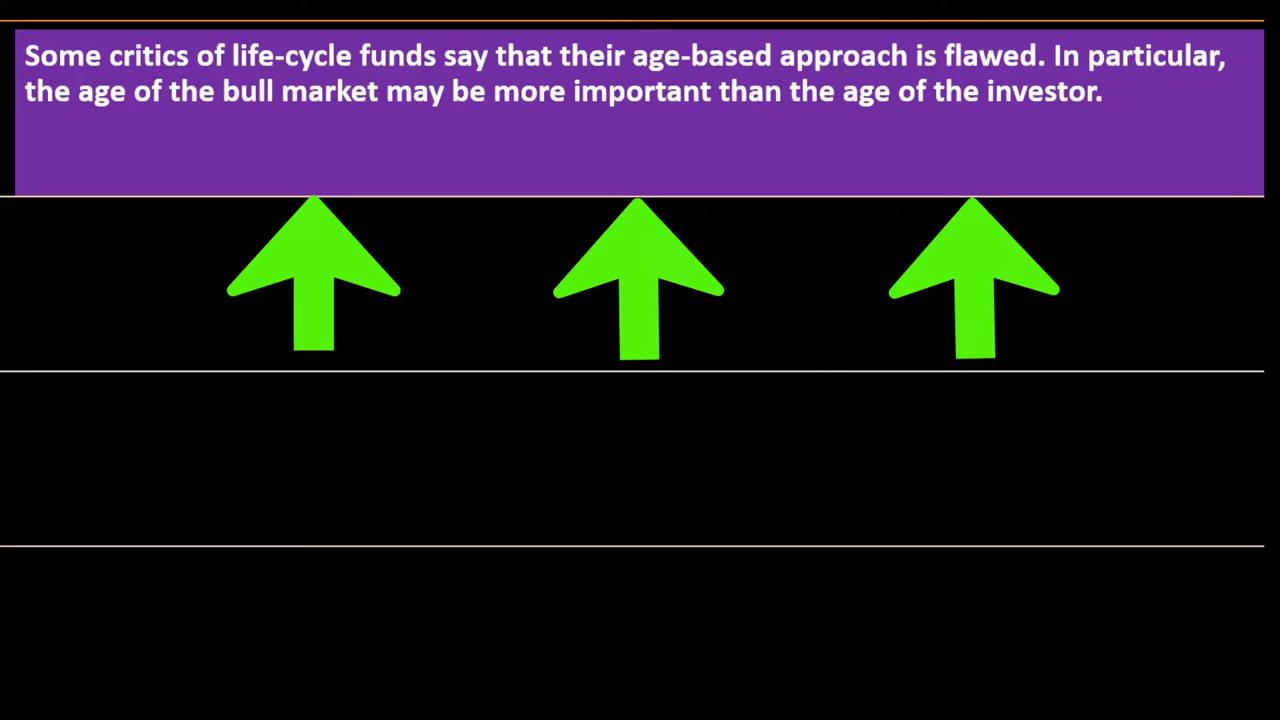 Some critics of life-cycle funds say that their age-based approach is flawed. In particular,
the age of the bull market may be more important than the age of the investor.